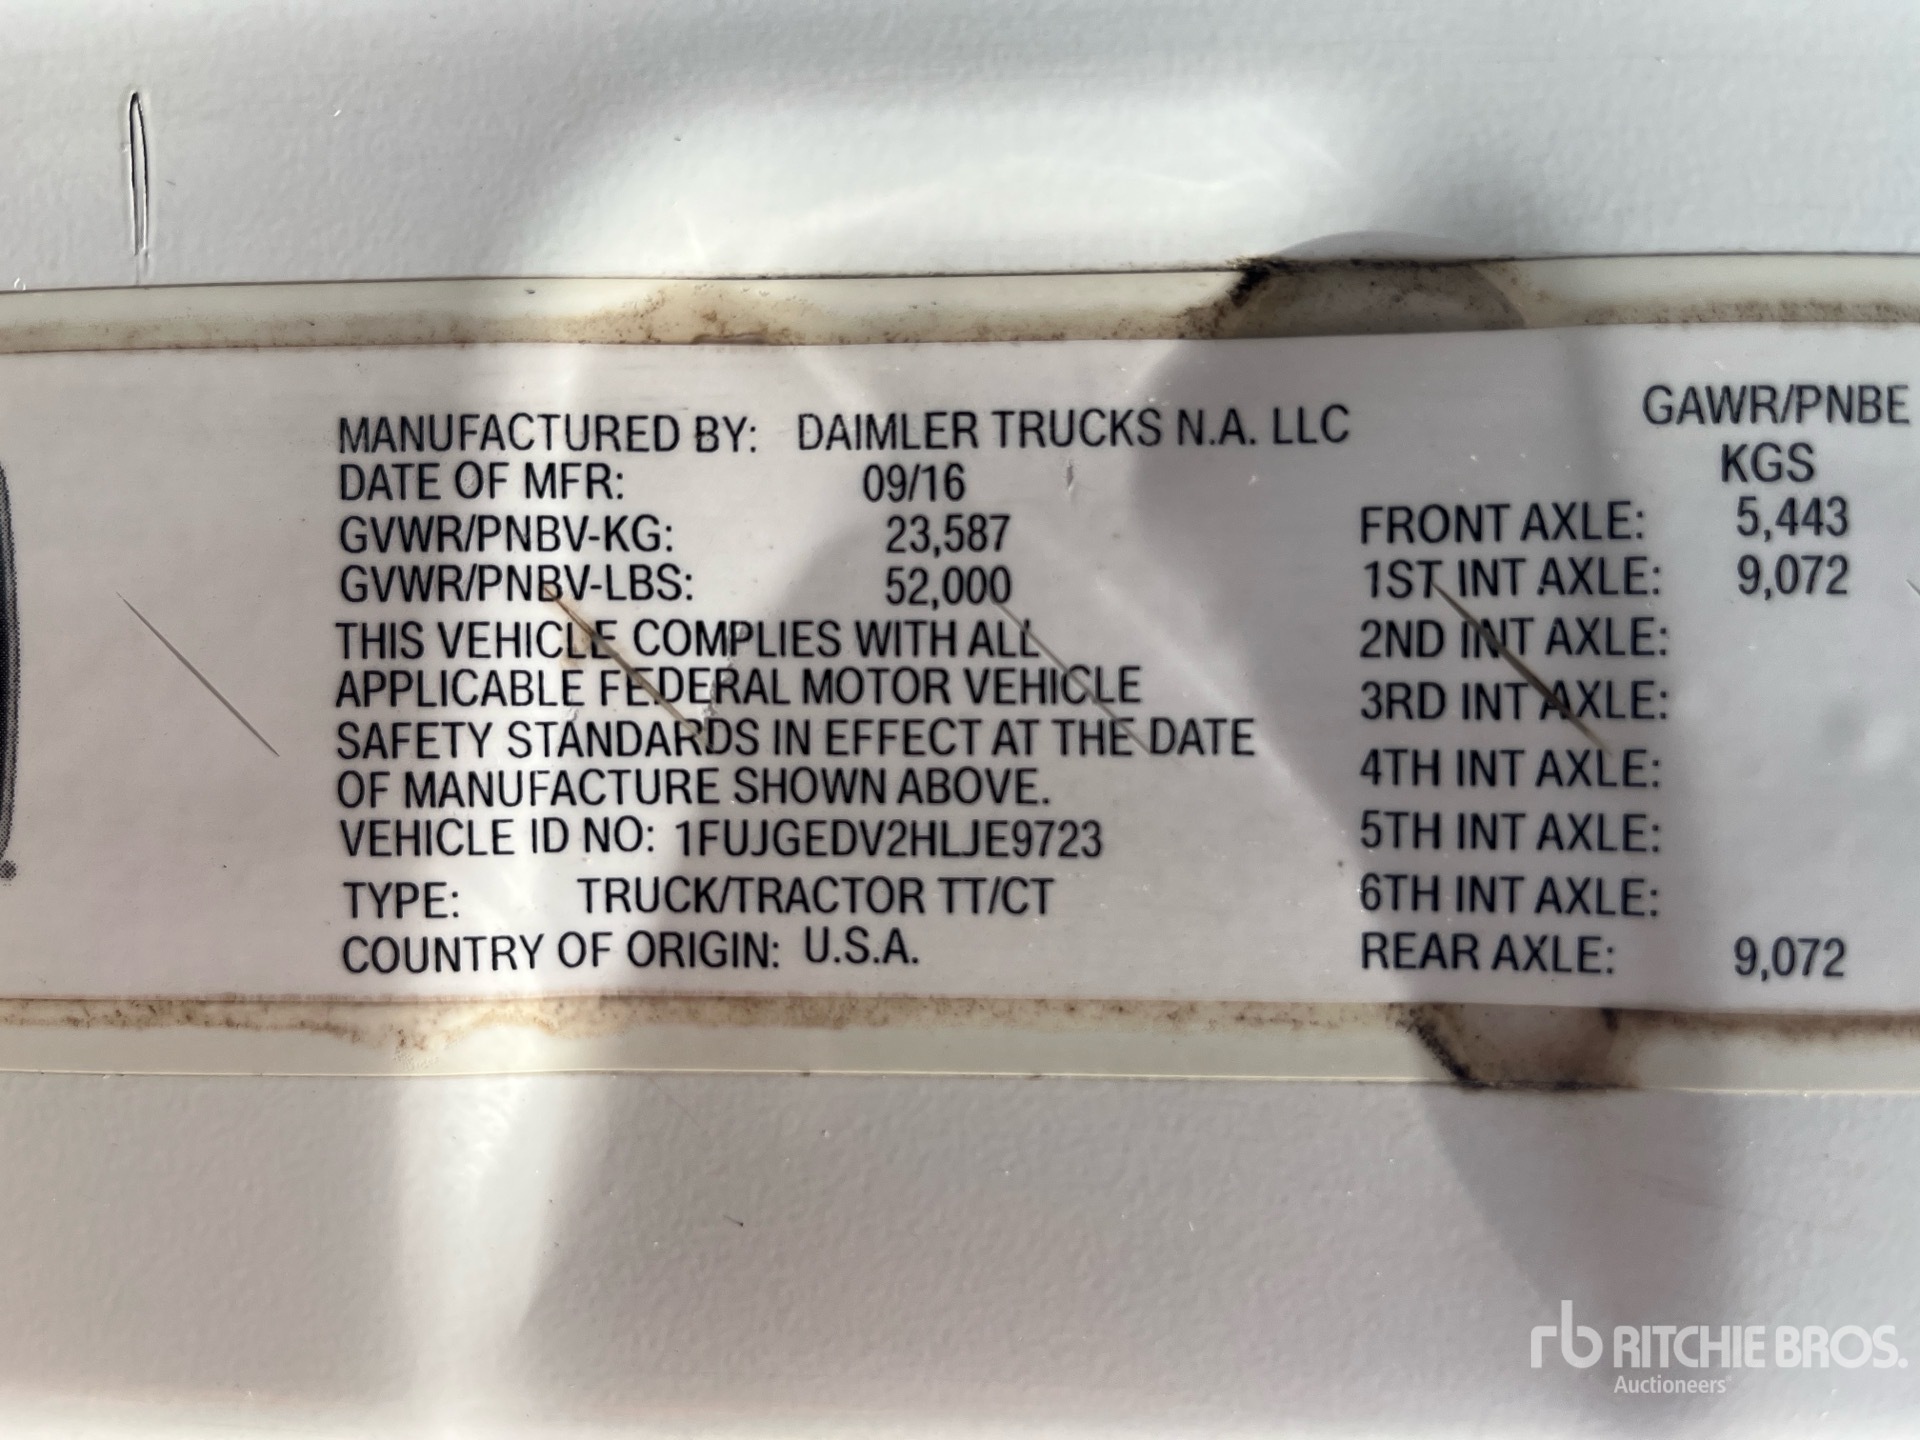 MANUFACTURED BY: DAIMLER TRUCKS N.A. LLC
DATE OF MFR: 09/16
GVWR/PNBV-KG: 23,587
GVWR/PNBV-LBS: 52,000
THIS VEHICLE COMPLIES WITH ALL
APPLICABLE FEDERAL MOTOR VEHICLE
SAFETY STANDARDS IN EFFECT AT THE DATE
OF MANUFACTURE SHOWN ABOVE.
VEHICLE ID NO: 1FUJGEDV2HLJE9723
TYPE: TRUCK/TRACTOR TT/CT
COUNTRY OF ORIGIN: U.S.A.
GAWR/PNBE
KGS
FRONT AXLE: 5,443
1ST INT AXLE: 9,072
2ND INT AXLE:
3RD INT AXLE:
4TH INT AXLE:
5TH INT AXLE:
6TH INT AXLE:
REAR AXLE: 9,072
rb RITCHIE BROS.
Auctioneers